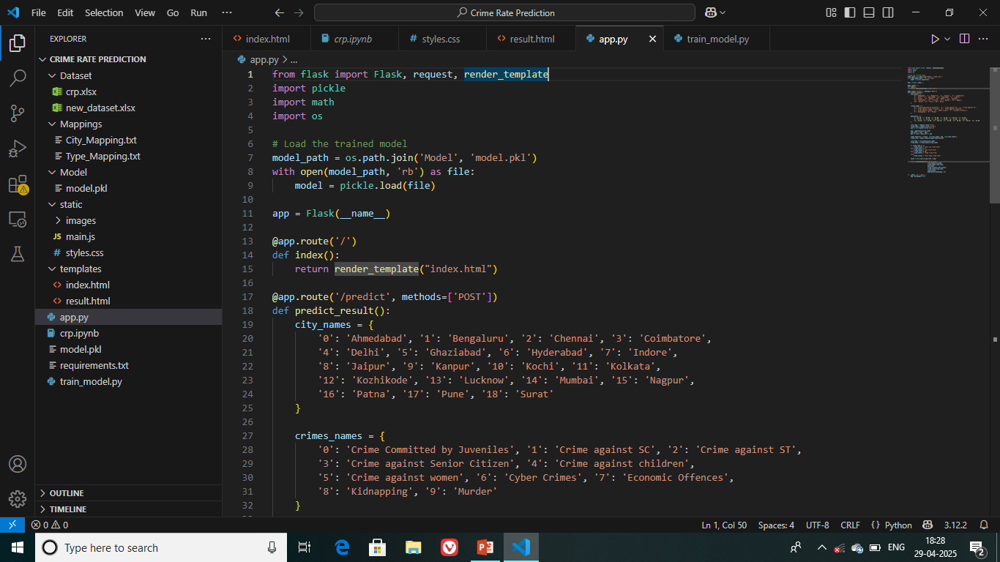 File Edit Selection View Go Run ··· Crime Rate Prediction
EXPLORER ···
index.html crp.ipynb # styles.css result.html app.py train_model.py ···
CRIME RATE PREDICTION
Dataset
crp.xlsx
new_dataset.xlsx
Mappings
City_Mapping.txt
Type_Mapping.txt
Model
model.pkl
static
images
JS main.js
# styles.css
templates
index.html
result.html
app.py
crp.ipynb
model.pkl
requirements.txt
train_model.py
OUTLINE
TIMELINE
app.py > ...
1 from flask import Flask, request, render_template
2 import pickle
3 import math
4 import os
5
6 # Load the trained model
7 model_path = os.path.join('Model', 'model.pkl')
8 with open(model_path, 'rb') as file:
9     model = pickle.load(file)
10
11 app = Flask(__name__)
12
13 @app.route('/')
14 def index():
15     return render_template("index.html")
16
17 @app.route('/predict', methods=['POST'])
18 def predict_result():
19     city_names = {
20         '0': 'Ahmedabad', '1': 'Bengaluru', '2': 'Chennai', '3': 'Coimbatore',
21         '4': 'Delhi', '5': 'Ghaziabad', '6': 'Hyderabad', '7': 'Indore',
22         '8': 'Jaipur', '9': 'Kanpur', '10': 'Kochi', '11': 'Kolkata',
23         '12': 'Kozhikode', '13': 'Lucknow', '14': 'Mumbai', '15': 'Nagpur',
24         '16': 'Patna', '17': 'Pune', '18': 'Surat'
25     }
26
27     crimes_names = {
28         '0': 'Crime Committed by Juveniles', '1': 'Crime against SC', '2': 'Crime against ST',
29         '3': 'Crime against Senior Citizen', '4': 'Crime against children',
30         '5': 'Crime against women', '6': 'Cyber Crimes', '7': 'Economic Offences',
31         '8': 'Kidnapping', '9': 'Murder'
32     }
0 0 Ln 1, Col 50 Spaces: 4 UTF-8 CRLF {} Python 3.12.2
Type here to search ENG 18:28
29-04-2025 2